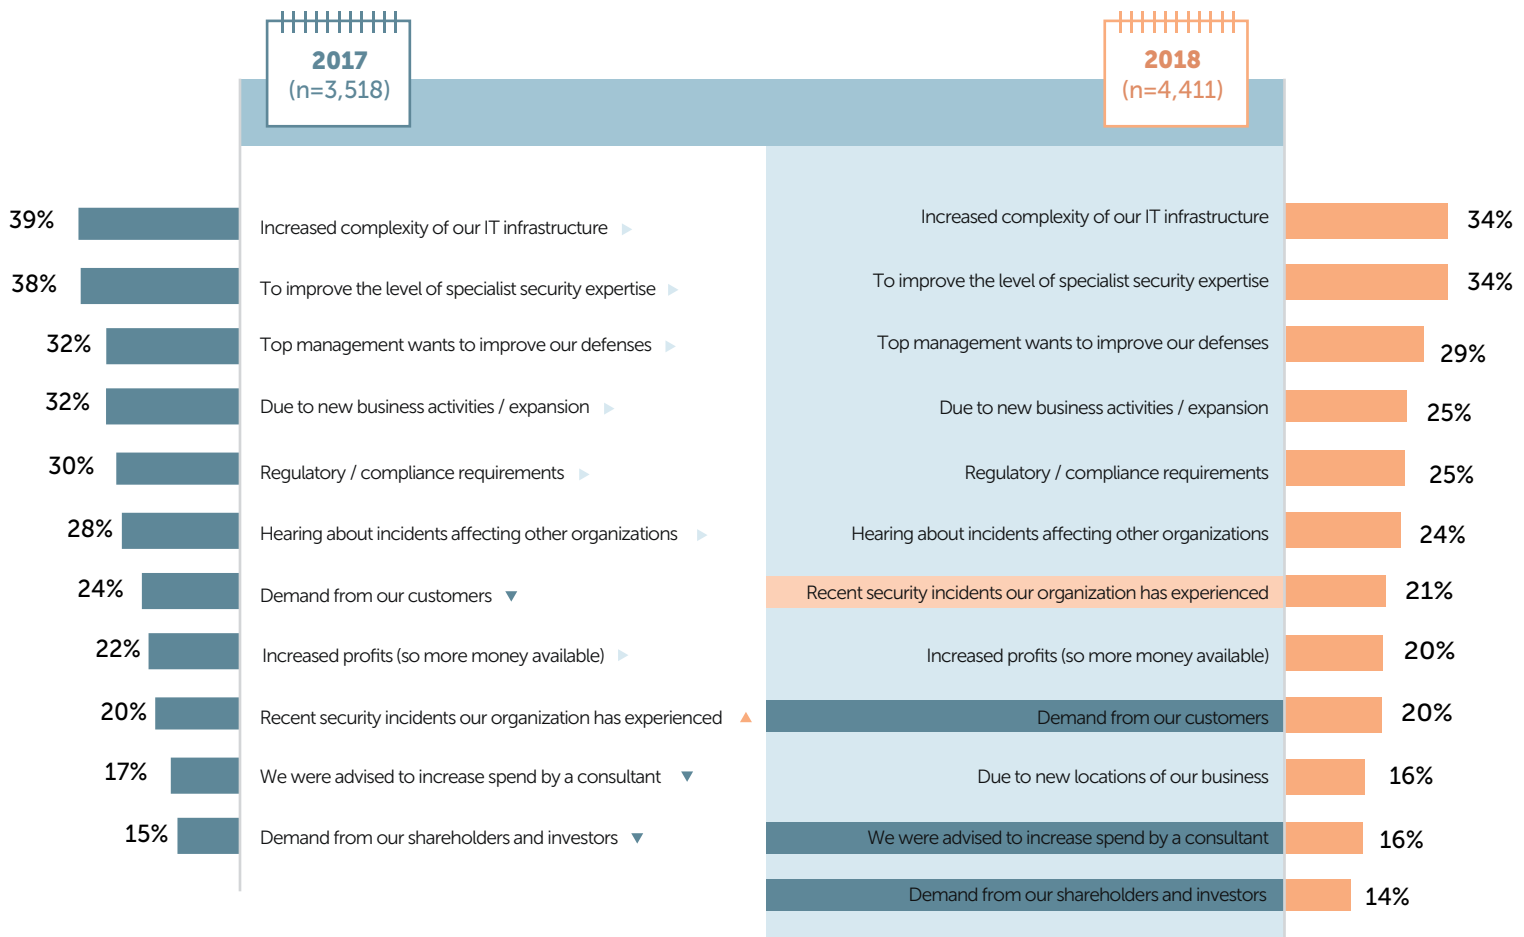 2017
(n=3,518)
2018
(n=4,411)
39%
Increased complexity of our IT infrastructure
Increased complexity of our IT infrastructure
34%
38%
To improve the level of specialist security expertise
To improve the level of specialist security expertise
34%
32%
Top management wants to improve our defenses
Top management wants to improve our defenses
29%
32%
Due to new business activities / expansion
Due to new business activities / expansion
25%
30%
Regulatory / compliance requirements
Regulatory / compliance requirements
25%
28%
Hearing about incidents affecting other organizations
Hearing about incidents affecting other organizations
24%
24%
Demand from our customers
Recent security incidents our organization has experienced
21%
22%
Increased profits (so more money available)
Increased profits (so more money available)
20%
20%
Recent security incidents our organization has experienced
Demand from our customers
20%
17%
We were advised to increase spend by a consultant
Due to new locations of our business
16%
15%
Demand from our shareholders and investors
We were advised to increase spend by a consultant
16%
Demand from our shareholders and investors
14%